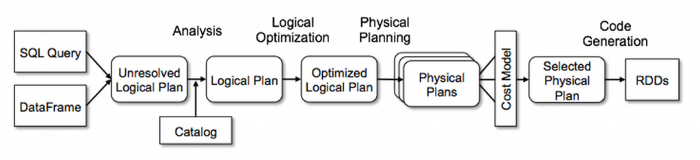 Analysis
Logical
Optimization
Physical
Planning
Code
Generation
SQL Query
DataFrame
Unresolved
Logical Plan
Catalog
Logical Plan
Optimized
Logical Plan
Physical
Plans
Cost Model
Selected
Physical
Plan
RDDs